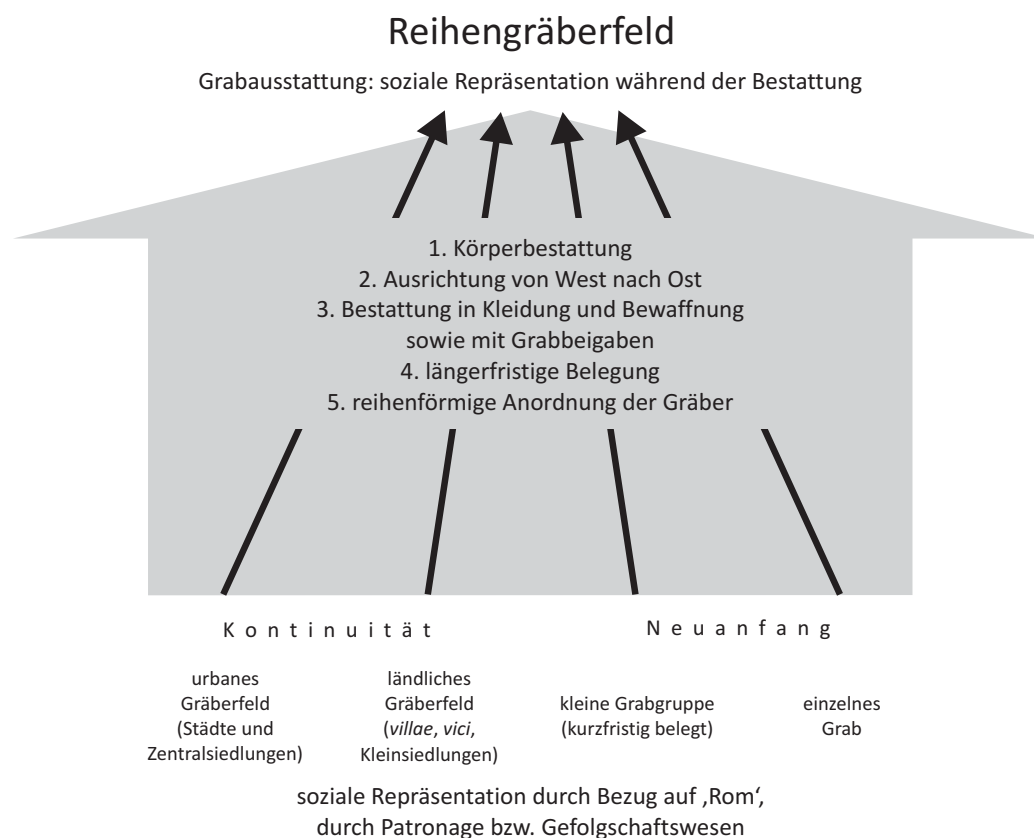 Reihengräberfeld
Grabausstattung: soziale Repräsentation während der Bestattung
1. Körperbestattung
2. Ausrichtung von West nach Ost
3. Bestattung in Kleidung und Bewaffnung
sowie mit Grabbeigaben
4. längerfristige Belegung
5. reihenförmige Anordnung der Gräber
Kontinuität
Neuanfang
urbanes
Gräberfeld
(Städte und
Zentralsiedlungen)
ländliches
Gräberfeld
(villae, vici,
Kleinsiedlungen)
kleine Grabgruppe
(kurzfristig belegt)
einzelnes
Grab
soziale Repräsentation durch Bezug auf ‚Rom‘,
durch Patronage bzw. Gefolgschaftswesen